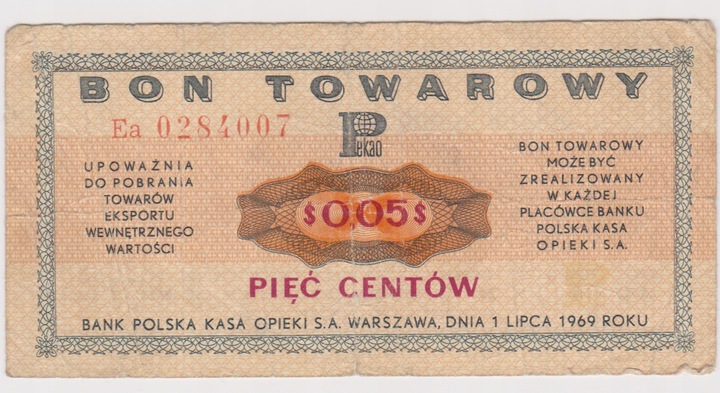 BON TOWAROWY
Ea 0284007
Pekao
UPOWAŻNIA
DO POBRANIA
TOWARÓW
EKSPORTU
WEWNĘTRZNEGO
WARTOŚCI
$0,05$
BON TOWAROWY
MOŻE BYĆ
ZREALIZOWANY
W KAŻDEJ
PLACÓWCE BANKU
POLSKA KASA
OPIEKI S.A.
PIĘĆ CENTÓW
BANK POLSKA KASA OPIEKI S.A. WARSZAWA, DNIA 1 LIPCA 1969 ROKU